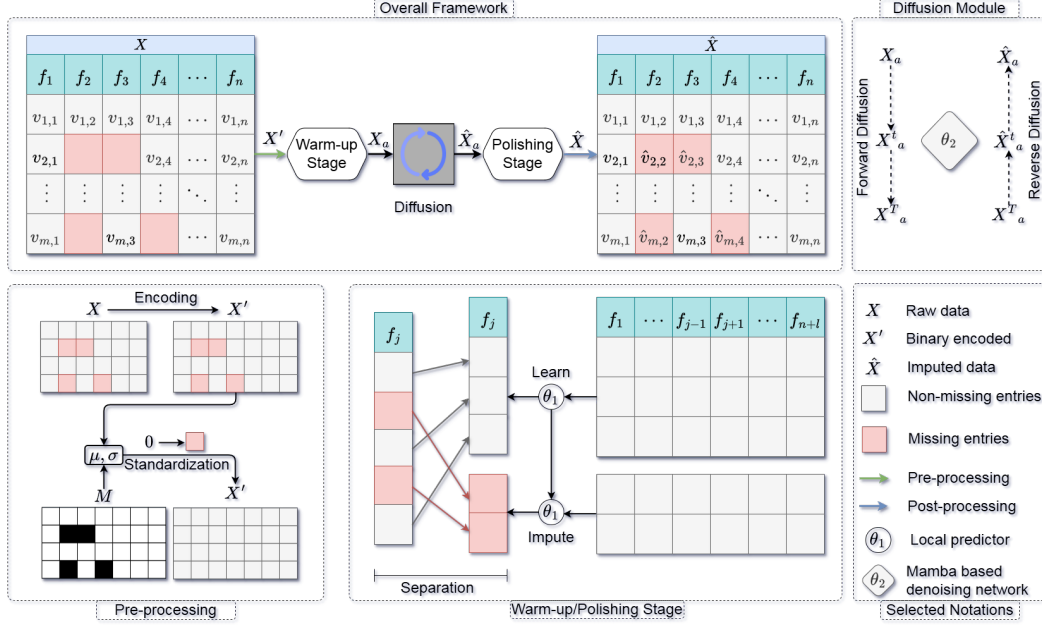 Overall Framework
X
f₁ f₂ f₃ f₄ ⋯ fₙ
v₁,₁ v₁,₂ v₁,₃ v₁,₄ ⋯ v₁,ₙ
v₂,₁ v₂,₄ ⋯ v₂,ₙ
⋮ ⋮ ⋮ ⋮ ⋱ ⋮
vₘ,₁ vₘ,₃ ⋯ vₘ,ₙ
X′
Warm-up
Stage
Xₐ
Diffusion
X̂ₐ
Polishing
Stage
X̂
X̂
f₁ f₂ f₃ f₄ ⋯ fₙ
v₁,₁ v₁,₂ v₁,₃ v₁,₄ ⋯ v₁,ₙ
v₂,₁ v̂₂,₂ v̂₂,₃ v₂,₄ ⋯ v₂,ₙ
⋮ ⋮ ⋮ ⋮ ⋱ ⋮
vₘ,₁ v̂ₘ,₂ vₘ,₃ v̂ₘ,₄ ⋯ vₘ,ₙ
Diffusion Module
Forward Diffusion
Xₐ
Xᵗₐ
Xᵀₐ
θ₂
X̂ₐ
X̂ᵗₐ
Xᵀₐ
Reverse Diffusion
X Encoding X′
0
μ, σ
Standardization
M
X′
Pre-processing
fⱼ
fⱼ
Learn
θ₁
θ₁
Impute
f₁ ⋯ fⱼ₋₁ fⱼ₊₁ ⋯ fₙ₊ₗ
Separation
Warm-up/Polishing Stage
X Raw data
X′ Binary encoded
X̂ Imputed data
Non-missing entries
Missing entries
Pre-processing
Post-processing
θ₁ Local predictor
θ₂ Mamba based
denoising network
Selected Notations